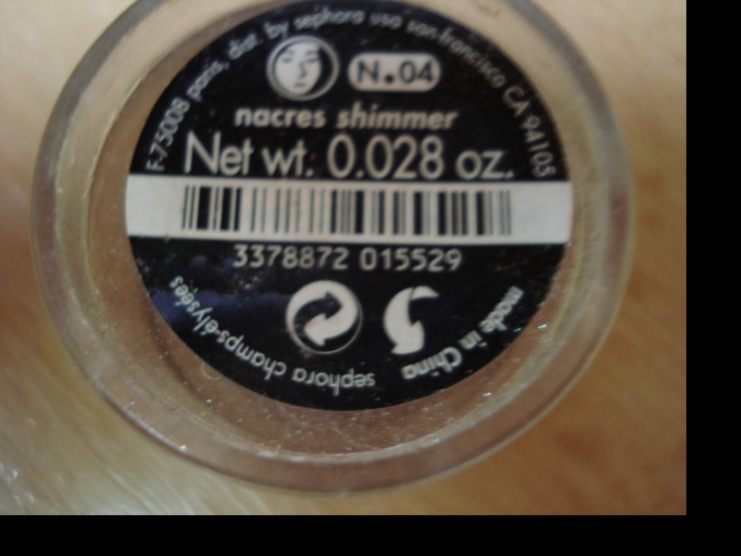 F-75008 paris, dist. by sephora usa san-francisco CA 94105
N.04
nacres shimmer
Net wt. 0.028 oz.
3378872 015529
sephora champs-élysées
made in China